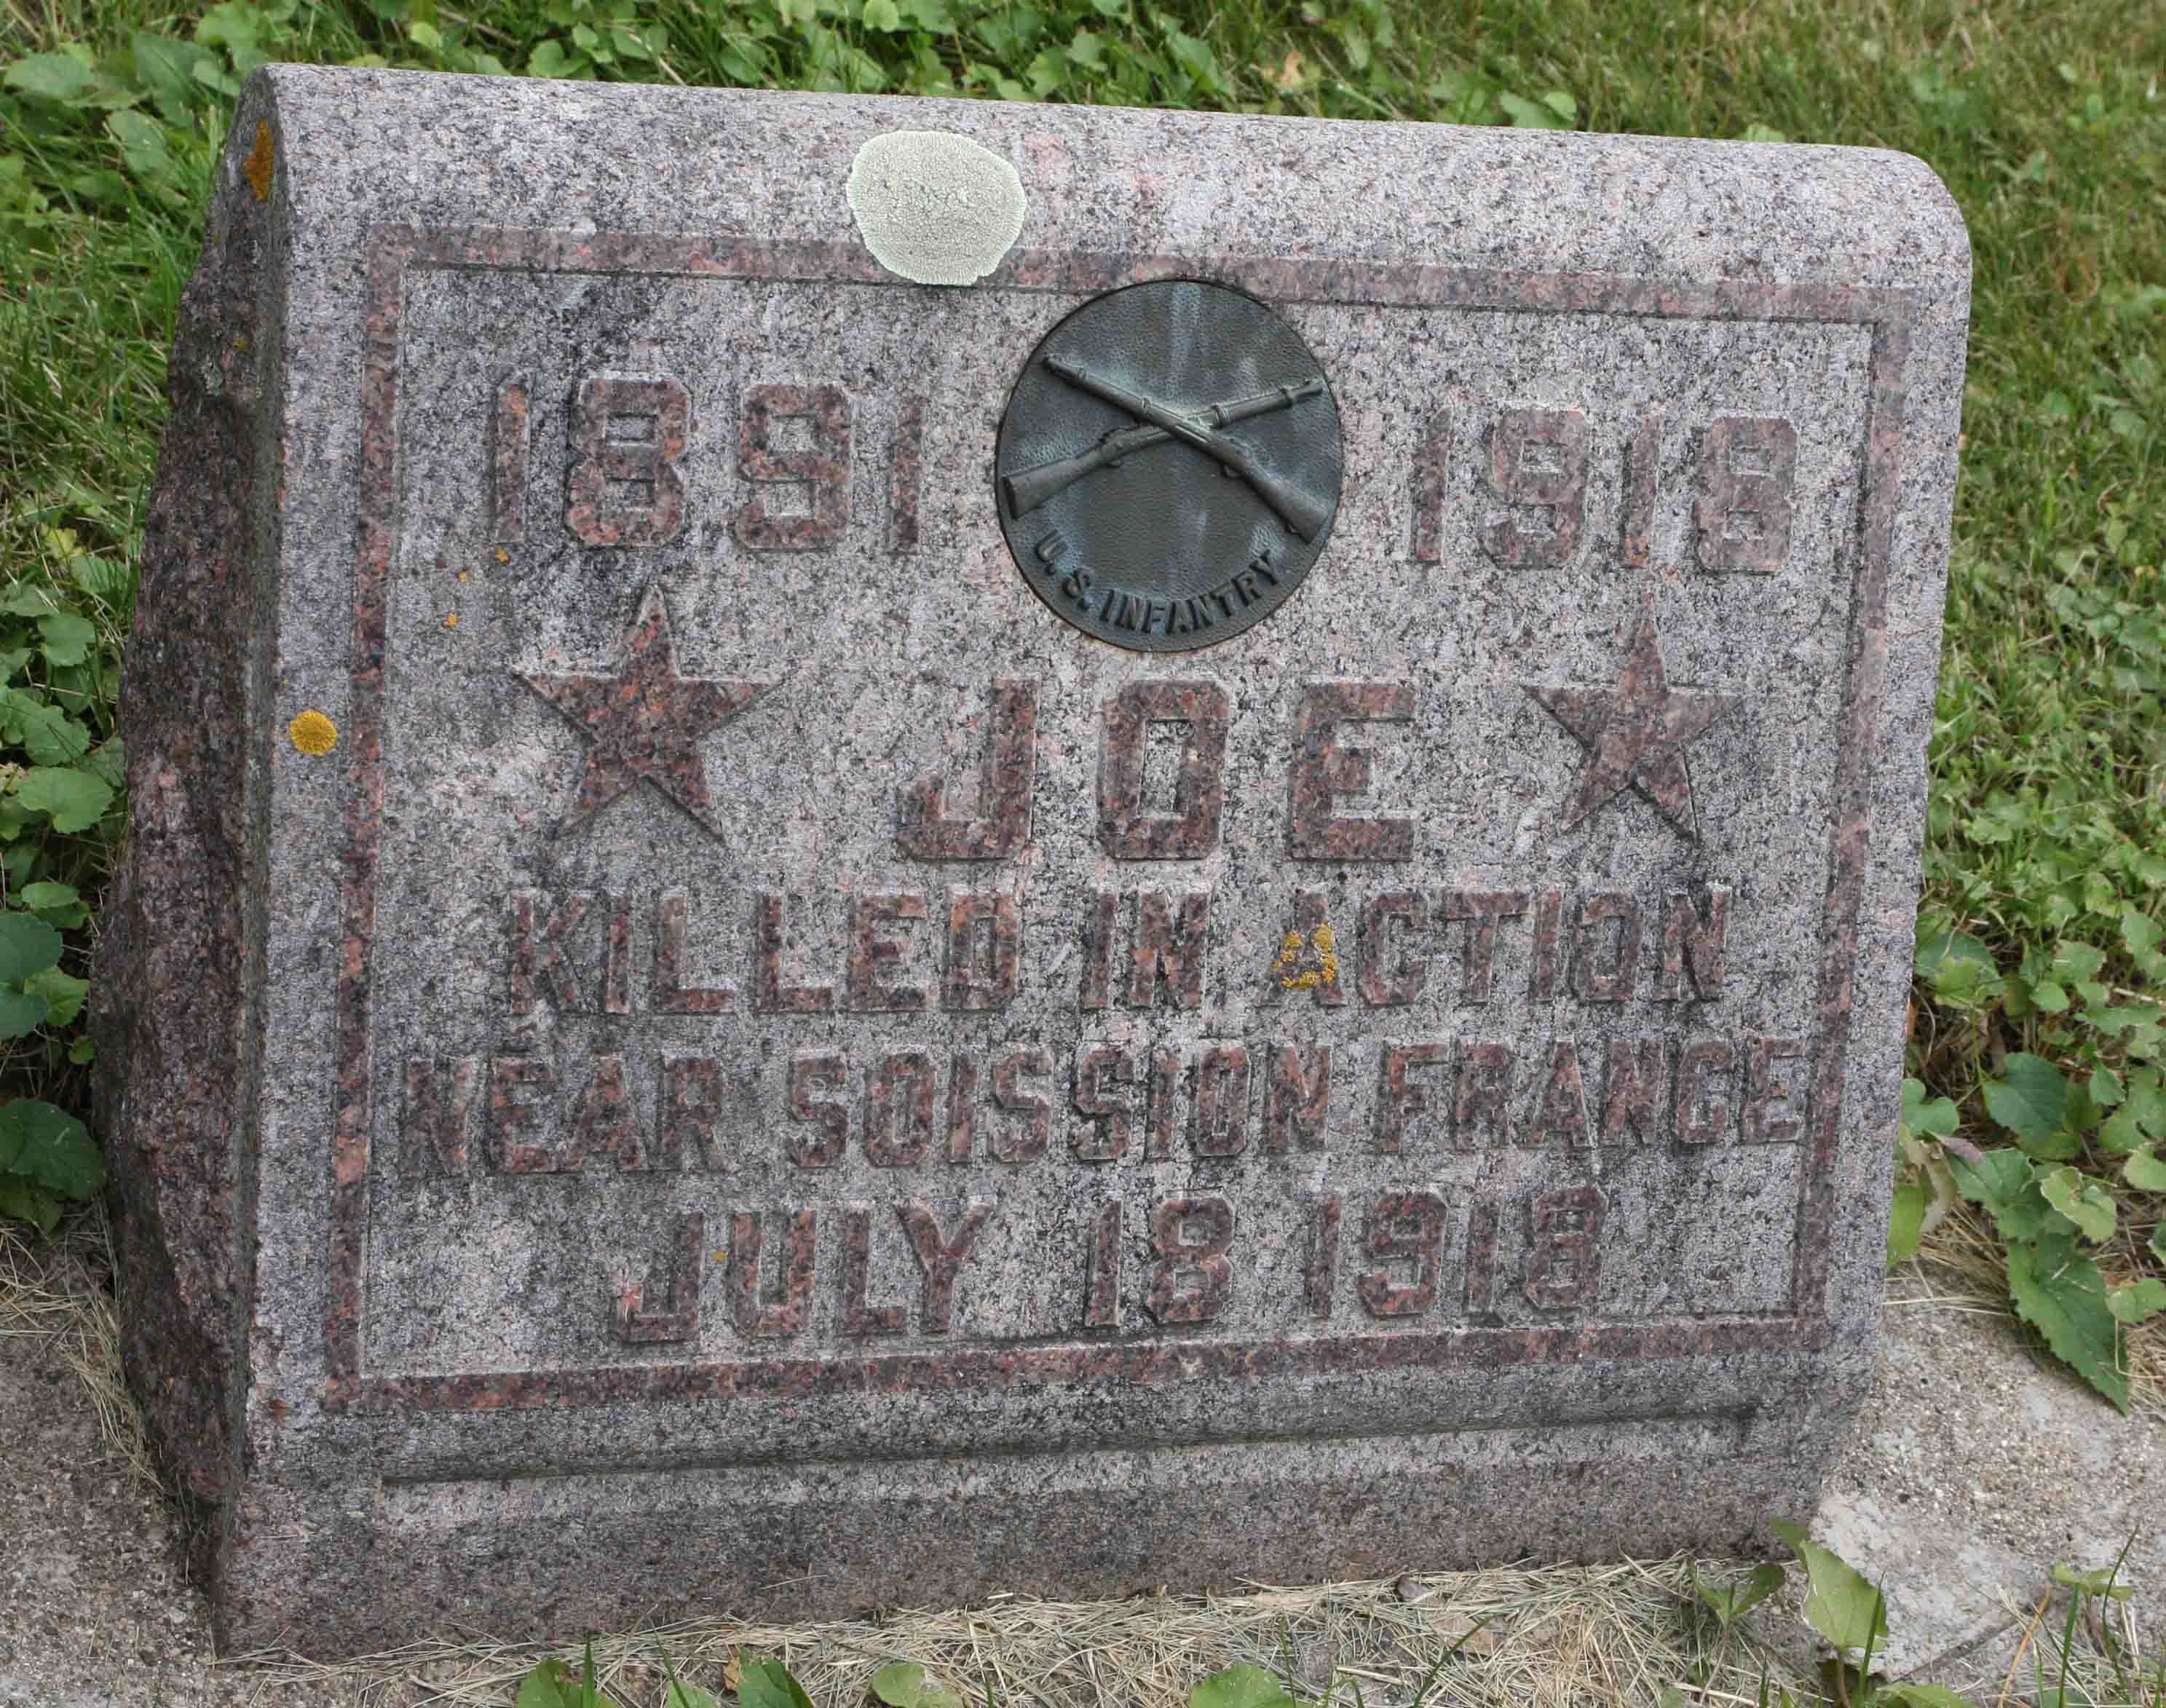 1891 1918
U. S. INFANTRY
JOE
KILLED IN ACTION
NEAR SOISSION FRANCE
JULY 18 1918